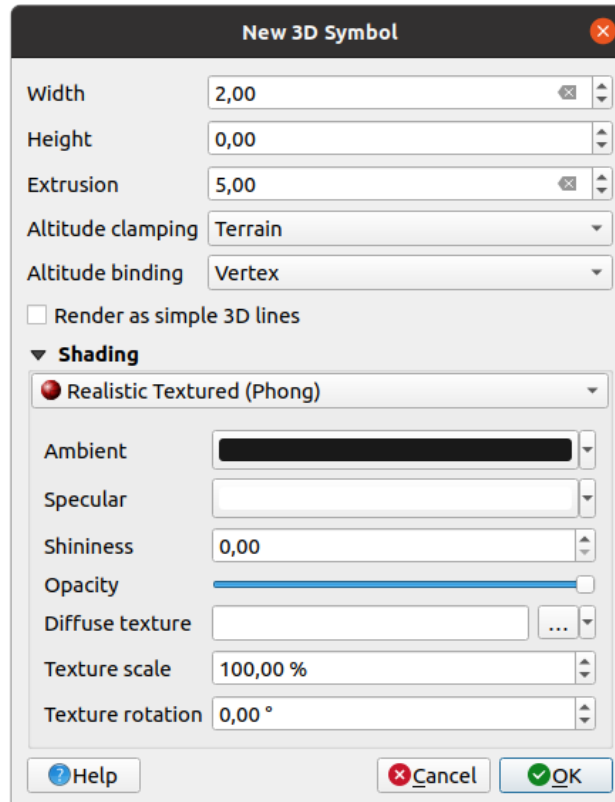 New 3D Symbol
Width 2,00
Height 0,00
Extrusion 5,00
Altitude clamping Terrain
Altitude binding Vertex
Render as simple 3D lines
Shading
Realistic Textured (Phong)
Ambient
Specular
Shininess 0,00
Opacity
Diffuse texture ...
Texture scale 100,00 %
Texture rotation 0,00 °
?Help Cancel OK